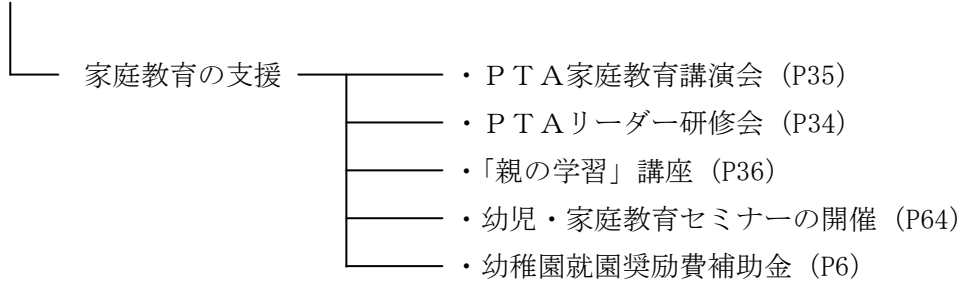 家庭教育の支援
・ＰＴＡ家庭教育講演会（P35）
・ＰＴＡリーダー研修会（P34）
・「親の学習」講座（P36）
・幼児・家庭教育セミナーの開催（P64）
・幼稚園就園奨励費補助金（P6）